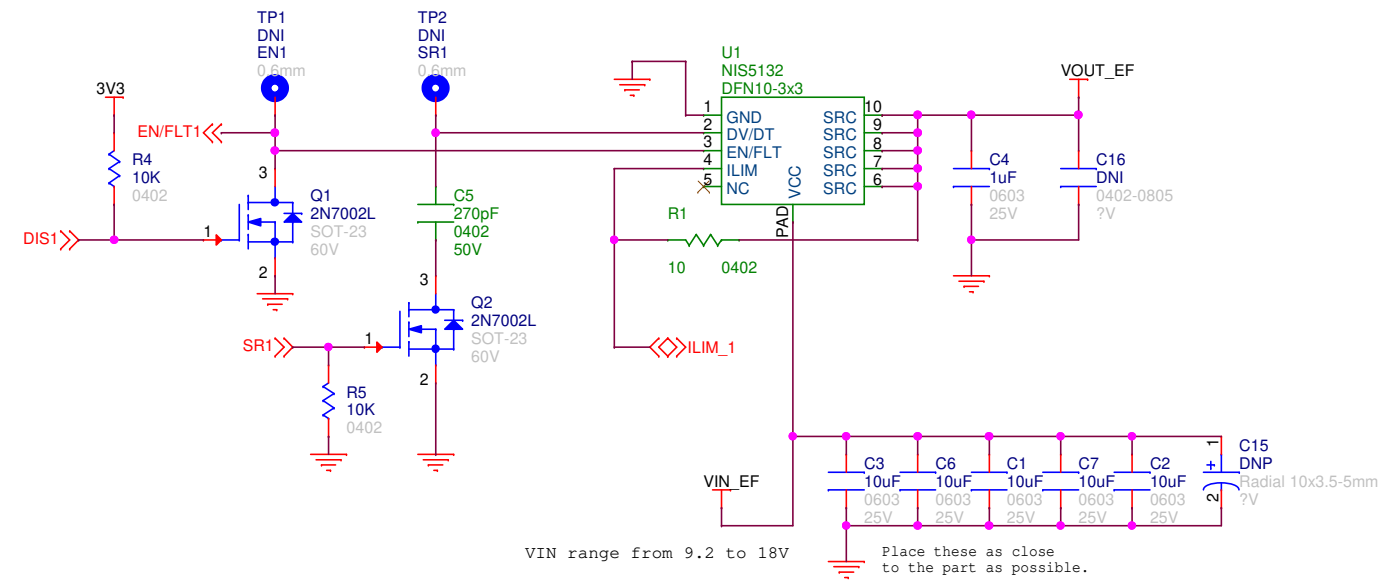 TP1
DNI
EN1
0.6mm
TP2
DNI
SR1
0.6mm
3V3
EN/FLT1
R4
10K
0402
DIS1
1
3
2
Q1
2N7002L
SOT-23
60V
C5
270pF
0402
50V
SR1
1
3
2
Q2
2N7002L
SOT-23
60V
R5
10K
0402
U1
NIS5132
DFN10-3x3
1 GND
2 DV/DT
3 EN/FLT
4 ILIM
5 NC
SRC 10
SRC 9
SRC 8
SRC 7
SRC 6
VCC
PAD
R1
10 0402
ILIM_1
VOUT_EF
C4
1uF
0603
25V
C16
DNI
0402-0805
?V
VIN_EF
C3
10uF
0603
25V
C6
10uF
0603
25V
C1
10uF
0603
25V
C7
10uF
0603
25V
C2
10uF
0603
25V
1
+
2
C15
DNP
Radial 10x3.5-5mm
?V
VIN range from 9.2 to 18V
Place these as close
to the part as possible.